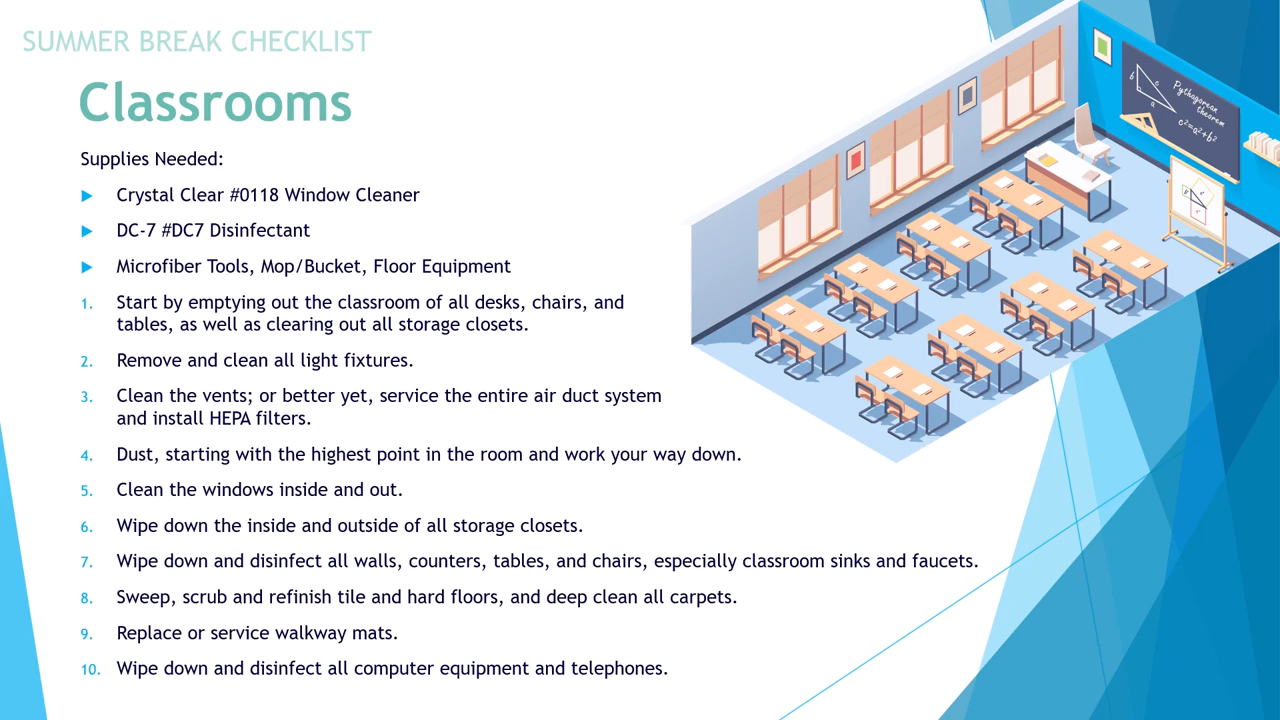 SUMMER BREAK CHECKLIST
Classrooms
Supplies Needed:
Crystal Clear #0118 Window Cleaner
DC-7 #DC7 Disinfectant
Microfiber Tools, Mop/Bucket, Floor Equipment
1. Start by emptying out the classroom of all desks, chairs, and
tables, as well as clearing out all storage closets.
2. Remove and clean all light fixtures.
3. Clean the vents; or better yet, service the entire air duct system
and install HEPA filters.
4. Dust, starting with the highest point in the room and work your way down.
5. Clean the windows inside and out.
6. Wipe down the inside and outside of all storage closets.
7. Wipe down and disinfect all walls, counters, tables, and chairs, especially classroom sinks and faucets.
8. Sweep, scrub and refinish tile and hard floors, and deep clean all carpets.
9. Replace or service walkway mats.
10. Wipe down and disinfect all computer equipment and telephones.
b c a
Pythagorean
theorem
c²=a²+b²